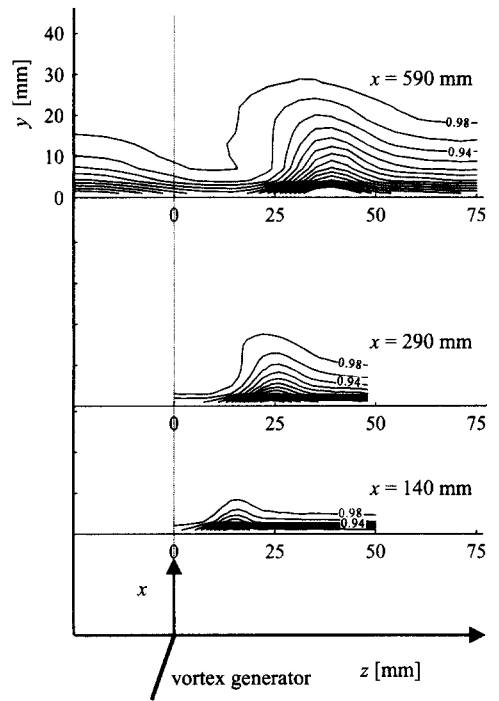 40
30
20
10
0
y [mm]
x = 590 mm
0.98
0.94
0 25 50 75
x = 290 mm
0.98
0.94
0 25 50 75
x = 140 mm
0.98
0.94
0 25 50 75
x
z [mm]
vortex generator